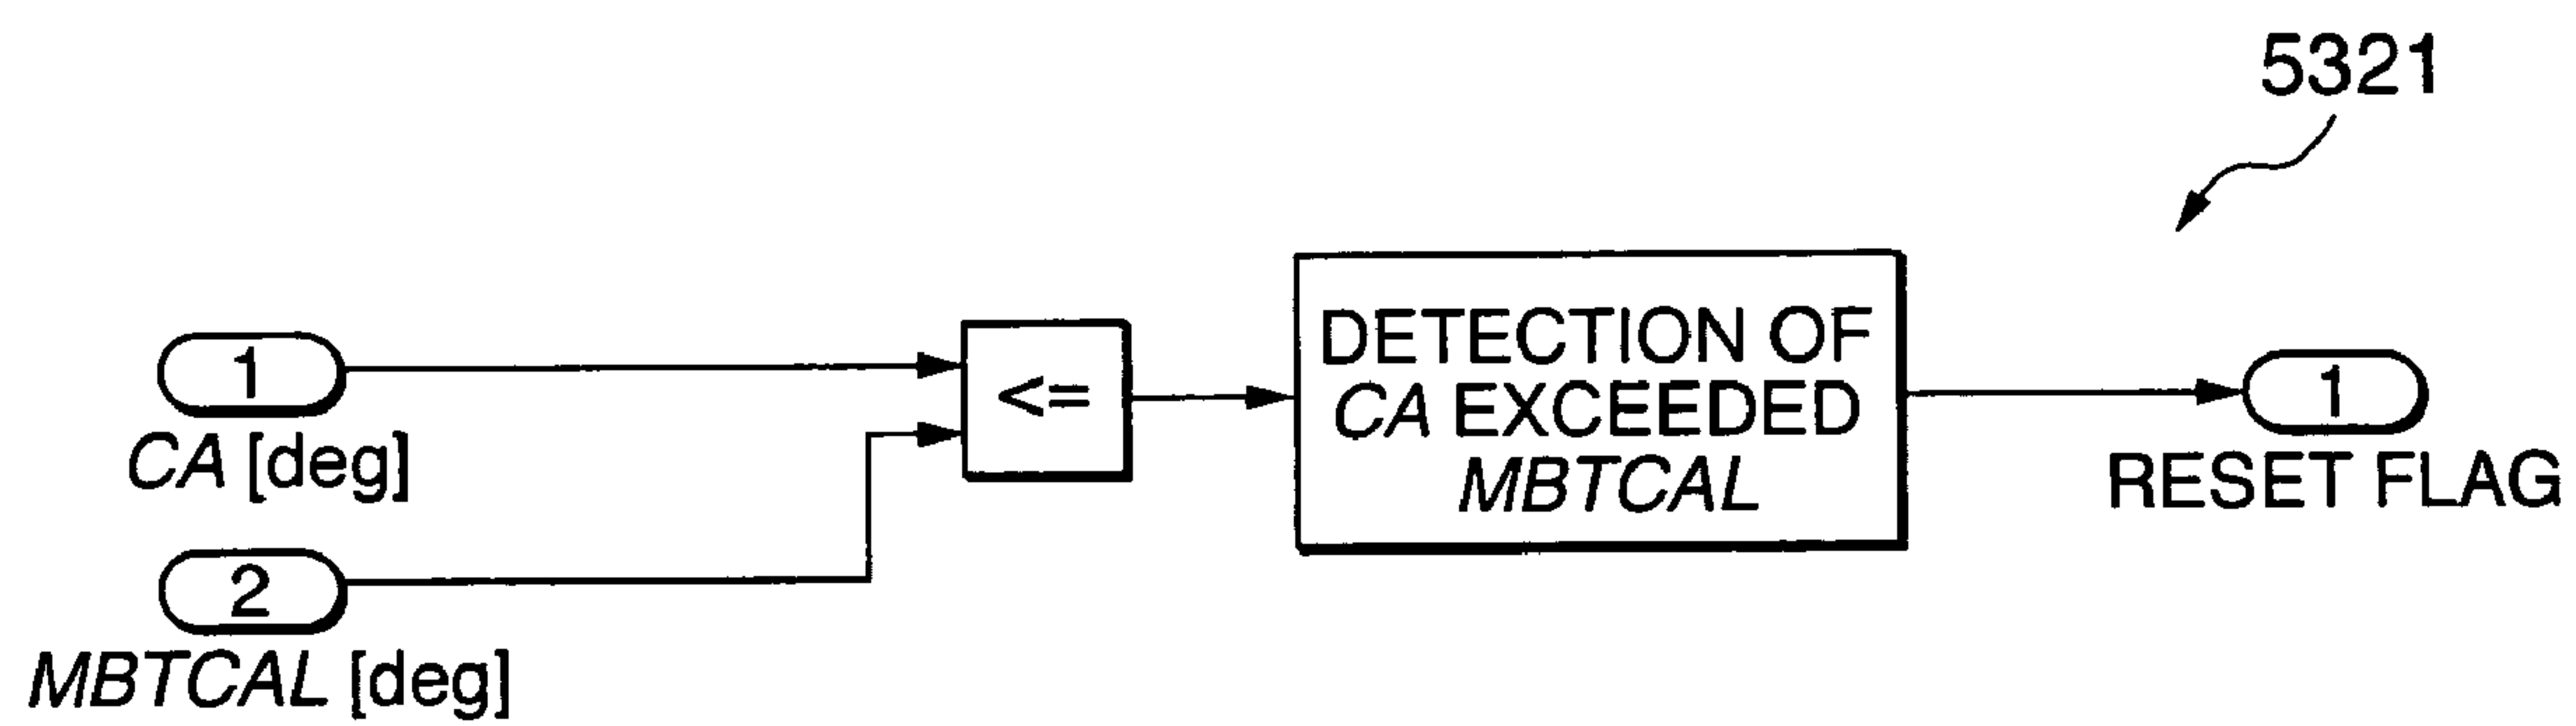 5321
1
CA [deg]
2
MBTCAL [deg]
<=
DETECTION OF
CA EXCEEDED
MBTCAL
1
RESET FLAG